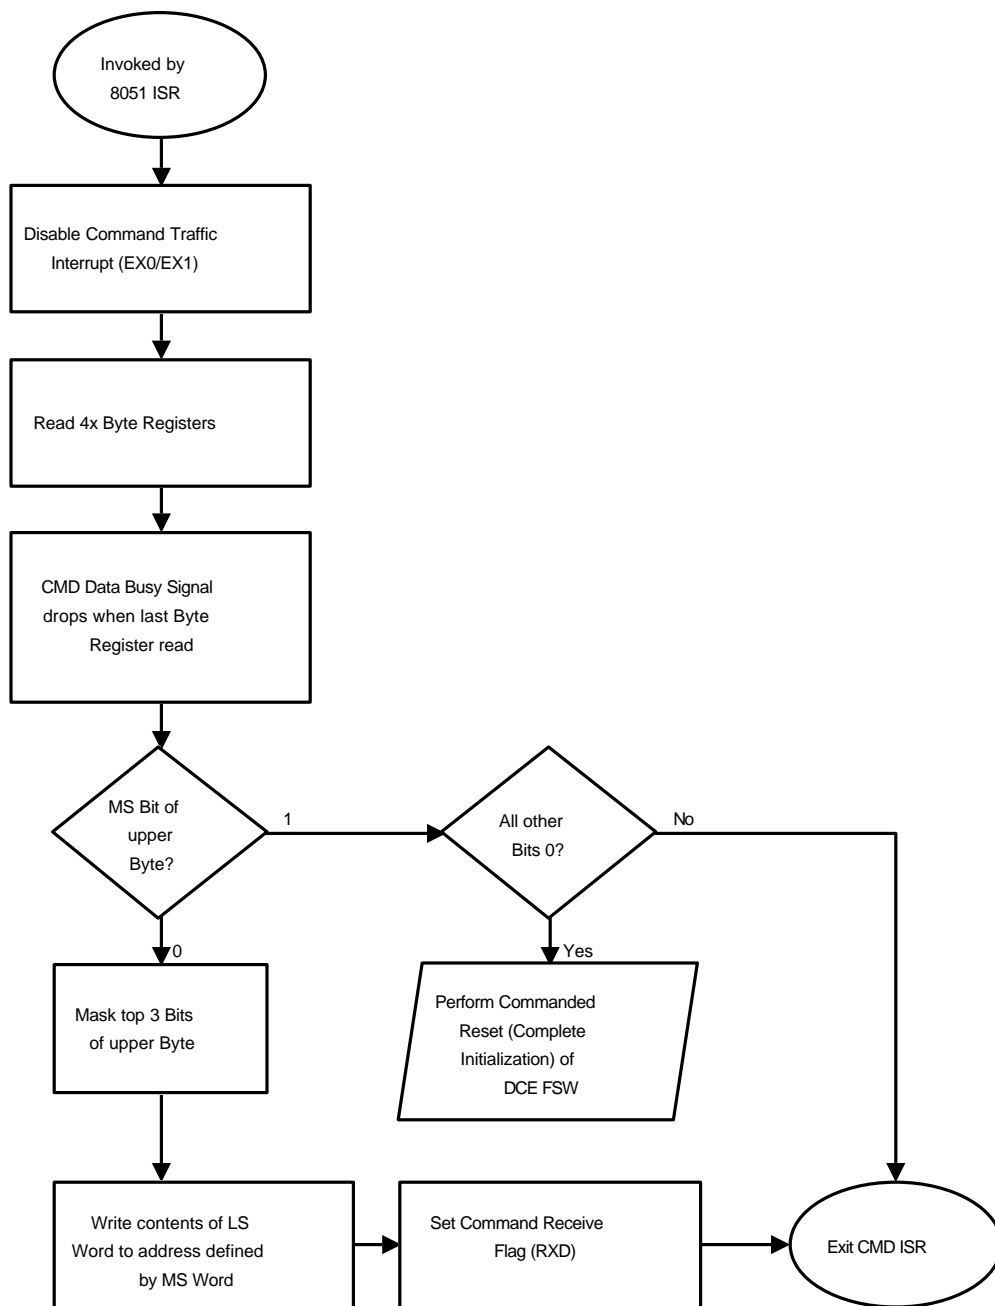 Invoked by
8051 ISR
Disable Command Traffic
Interrupt (EX0/EX1)
Read 4x Byte Registers
CMD Data Busy Signal
drops when last Byte
Register read
MS Bit of
upper
Byte?
1
All other
Bits 0?
No
0
Yes
Mask top 3 Bits
of upper Byte
Perform Commanded
Reset (Complete
Initialization) of
DCE FSW
Write contents of LS
Word to address defined
by MS Word
Set Command Receive
Flag (RXD)
Exit CMD ISR